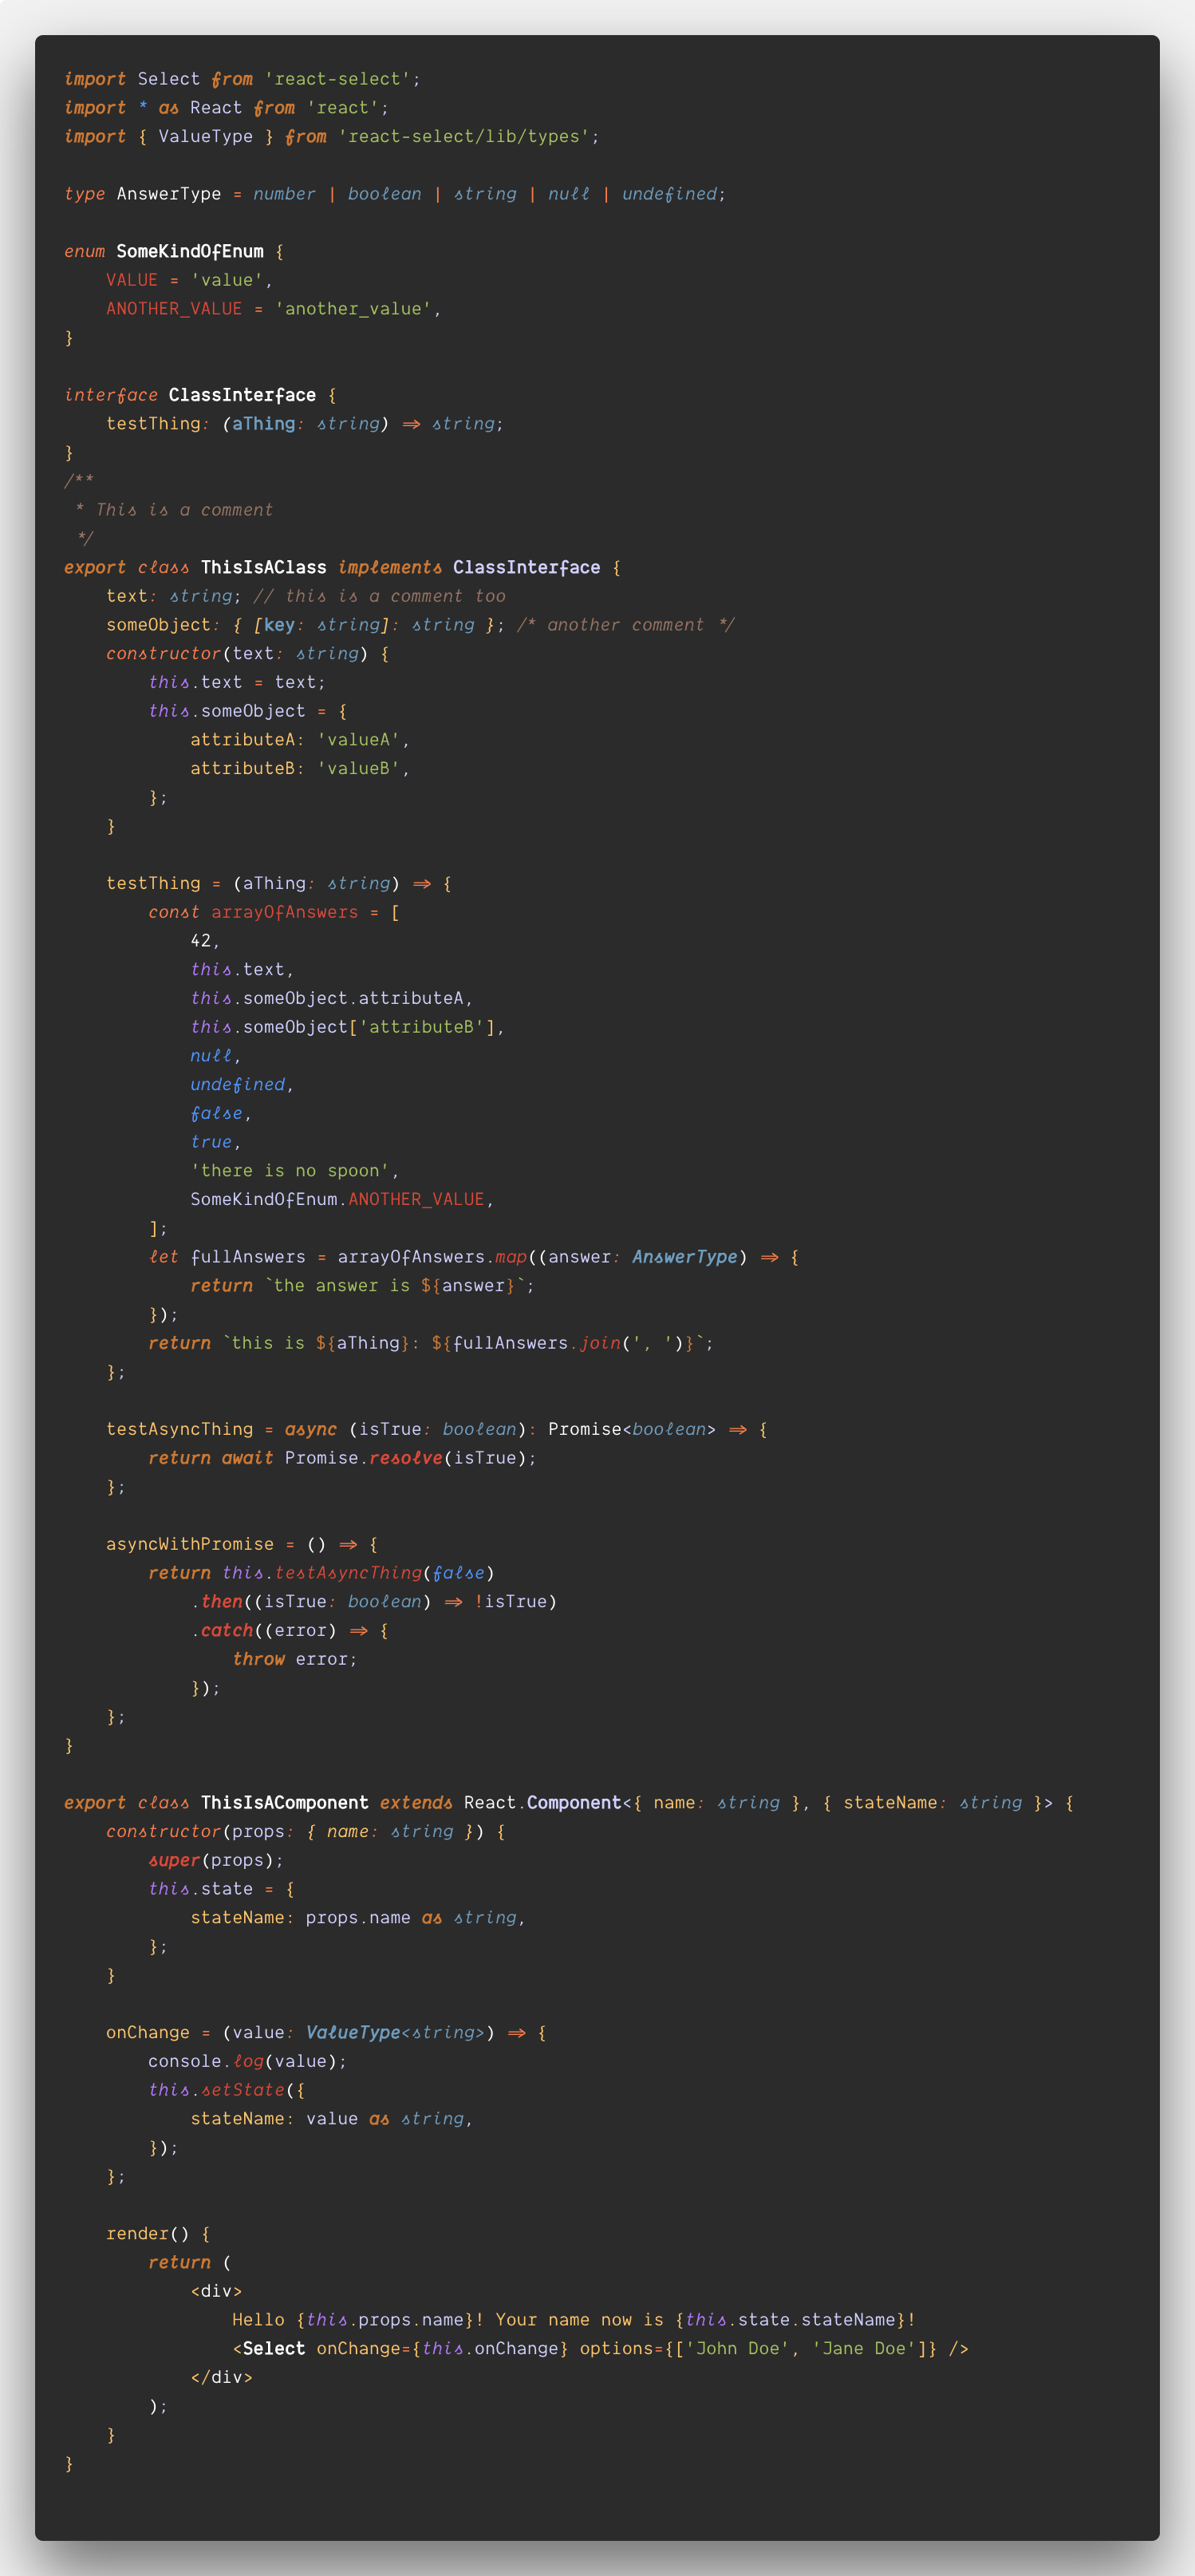 import Select from 'react-select';
import * as React from 'react';
import { ValueType } from 'react-select/lib/types';

type AnswerType = number | boolean | string | null | undefined;

enum SomeKindOfEnum {
    VALUE = 'value',
    ANOTHER_VALUE = 'another_value',
}

interface ClassInterface {
    testThing: (aThing: string) => string;
}
/**
 * This is a comment
 */
export class ThisIsAClass implements ClassInterface {
    text: string; // this is a comment too
    someObject: { [key: string]: string }; /* another comment */
    constructor(text: string) {
        this.text = text;
        this.someObject = {
            attributeA: 'valueA',
            attributeB: 'valueB',
        };
    }

    testThing = (aThing: string) => {
        const arrayOfAnswers = [
            42,
            this.text,
            this.someObject.attributeA,
            this.someObject['attributeB'],
            null,
            undefined,
            false,
            true,
            'there is no spoon',
            SomeKindOfEnum.ANOTHER_VALUE,
        ];
        let fullAnswers = arrayOfAnswers.map((answer: AnswerType) => {
            return `the answer is ${answer}`;
        });
        return `this is ${aThing}: ${fullAnswers.join(', ')}`;
    };

    testAsyncThing = async (isTrue: boolean): Promise<boolean> => {
        return await Promise.resolve(isTrue);
    };

    asyncWithPromise = () => {
        return this.testAsyncThing(false)
            .then((isTrue: boolean) => !isTrue)
            .catch((error) => {
                throw error;
            });
    };
}

export class ThisIsAComponent extends React.Component<{ name: string }, { stateName: string }> {
    constructor(props: { name: string }) {
        super(props);
        this.state = {
            stateName: props.name as string,
        };
    }

    onChange = (value: ValueType<string>) => {
        console.log(value);
        this.setState({
            stateName: value as string,
        });
    };

    render() {
        return (
            <div>
                Hello {this.props.name}! Your name now is {this.state.stateName}!
                <Select onChange={this.onChange} options={['John Doe', 'Jane Doe']} />
            </div>
        );
    }
}